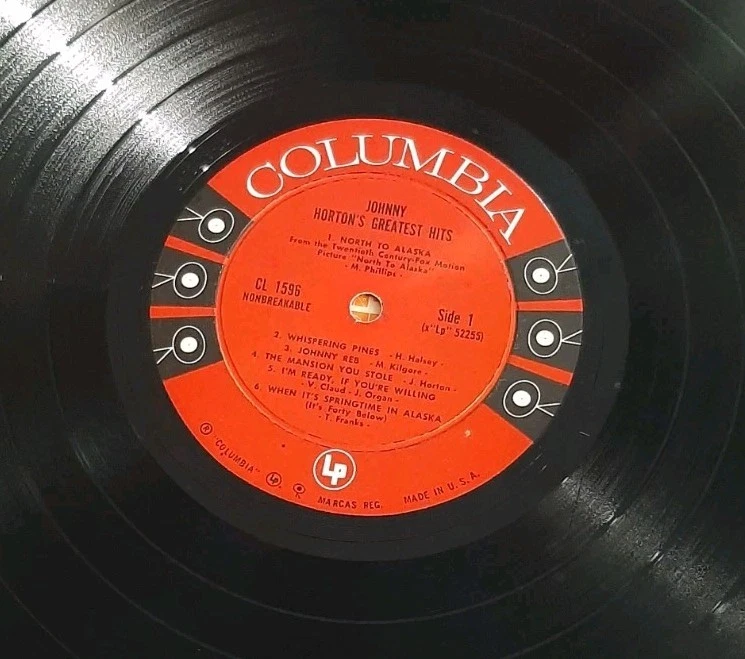 COLUMBIA
JOHNNY
HORTON'S GREATEST HITS
1. NORTH TO ALASKA
From the Twentieth Century-Fox Motion
Picture "North To Alaska"
- M. Phillips -
CL 1596
NONBREAKABLE
Side 1
(x"Lp" 52255)
2. WHISPERING PINES - H. Halsey -
3. JOHNNY REB - M. Kilgore -
4. THE MANSION YOU STOLE - J. Horton -
5. I'M READY, IF YOU'RE WILLING
- V. Claud - J. Organ -
6. WHEN IT'S SPRINGTIME IN ALASKA
(It's Forty Below)
- T. Franks -
Lp
® "COLUMBIA" Lp MARCAS REG. MADE IN U. S. A.